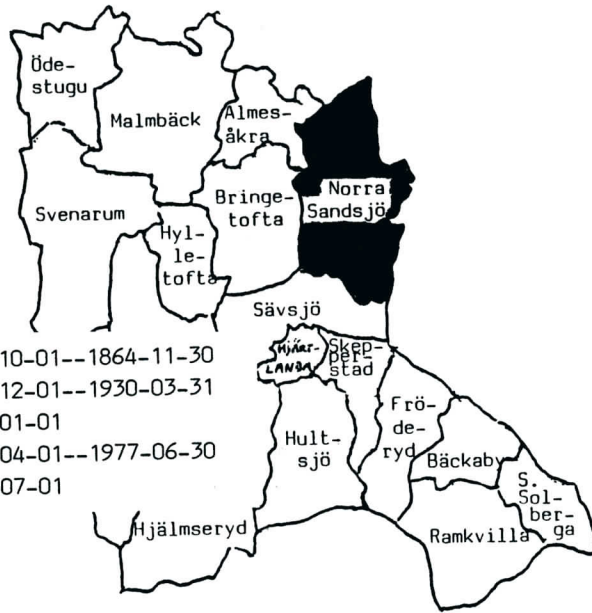 Öde-
stugu
Malmbäck
Almes-
åkra
Norra
Sandsjö
Bringe-
tofta
Svenarum
Hyl-
le-
tofta
Sävsjö
HJÄRT-
LANDA
Skep-
per-
stad
10-01--1864-11-30
12-01--1930-03-31
01-01
04-01--1977-06-30
07-01
Frö-
de-
ryd
Hult-
sjö
Bäckaby
S.
Sol-
ber-
ga
Hjälmseryd
Ramkvilla